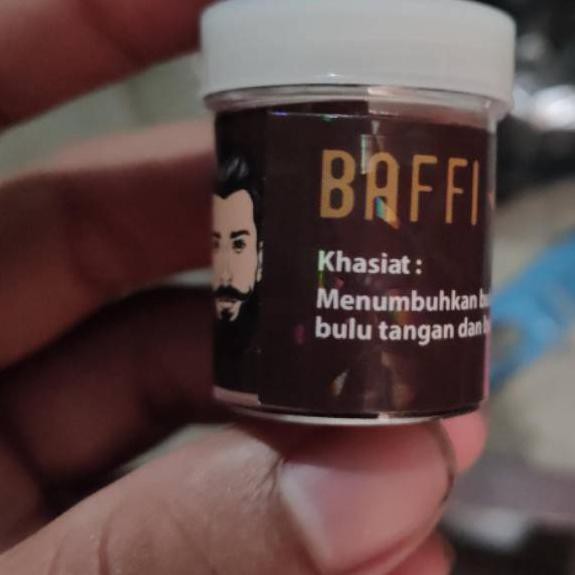 BAFFI
Khasiat :
Menumbuhkan
bulu tangan dan